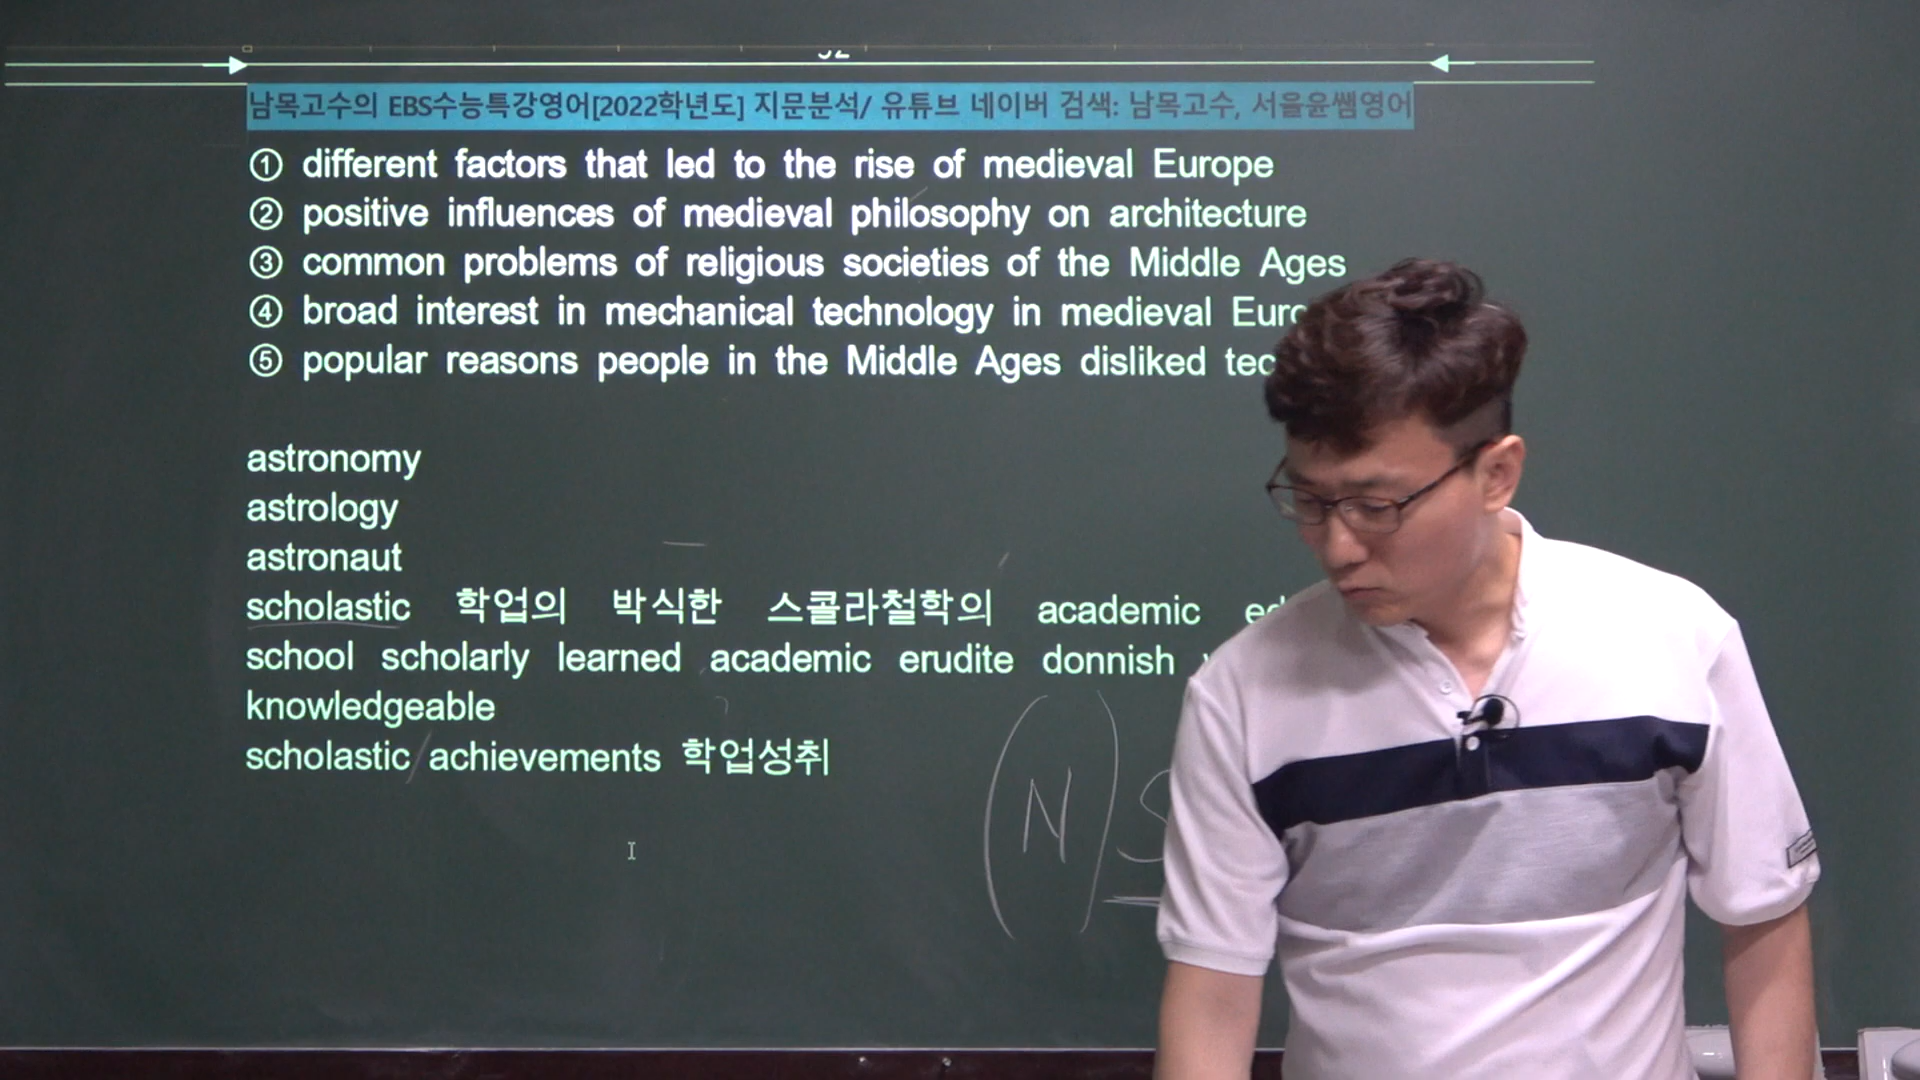 남목고수의 EBS수능특강영어[2022학년도] 지문분석/ 유튜브 네이버 검색: 남목고수, 서울윤쌤영어
① different factors that led to the rise of medieval Europe
② positive influences of medieval philosophy on architecture
③ common problems of religious societies of the Middle Ages
④ broad interest in mechanical technology in medieval
⑤ popular reasons people in the Middle Ages disliked
astronomy
astrology
astronaut
scholastic 학업의 박식한 스콜라철학의 academic
school scholarly learned academic erudite donnish
knowledgeable
scholastic achievements 학업성취
(N) S